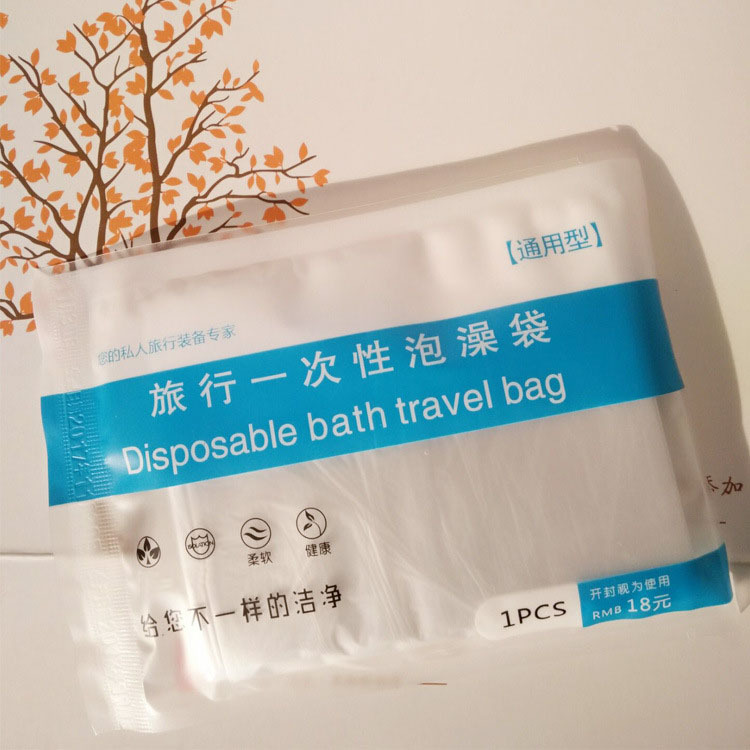 【通用型】
您的私人旅行装备专家
旅行一次性泡澡袋
Disposable bath travel bag
柔软
健康
给您不一样的洁净
1PCS
开封视为使用
RMB 18元
添加